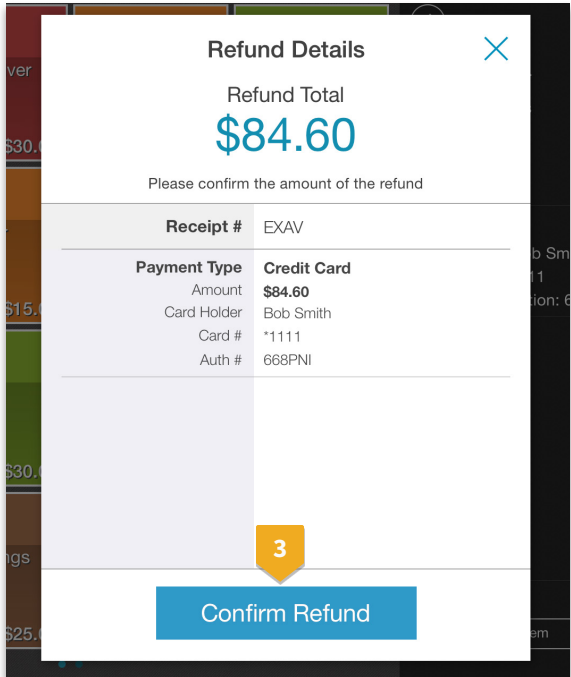 Refund Details
Refund Total
$84.60
Please confirm the amount of the refund
Receipt # EXAV
Payment Type Credit Card
Amount $84.60
Card Holder Bob Smith
Card # *1111
Auth # 668PNI
3
Confirm Refund